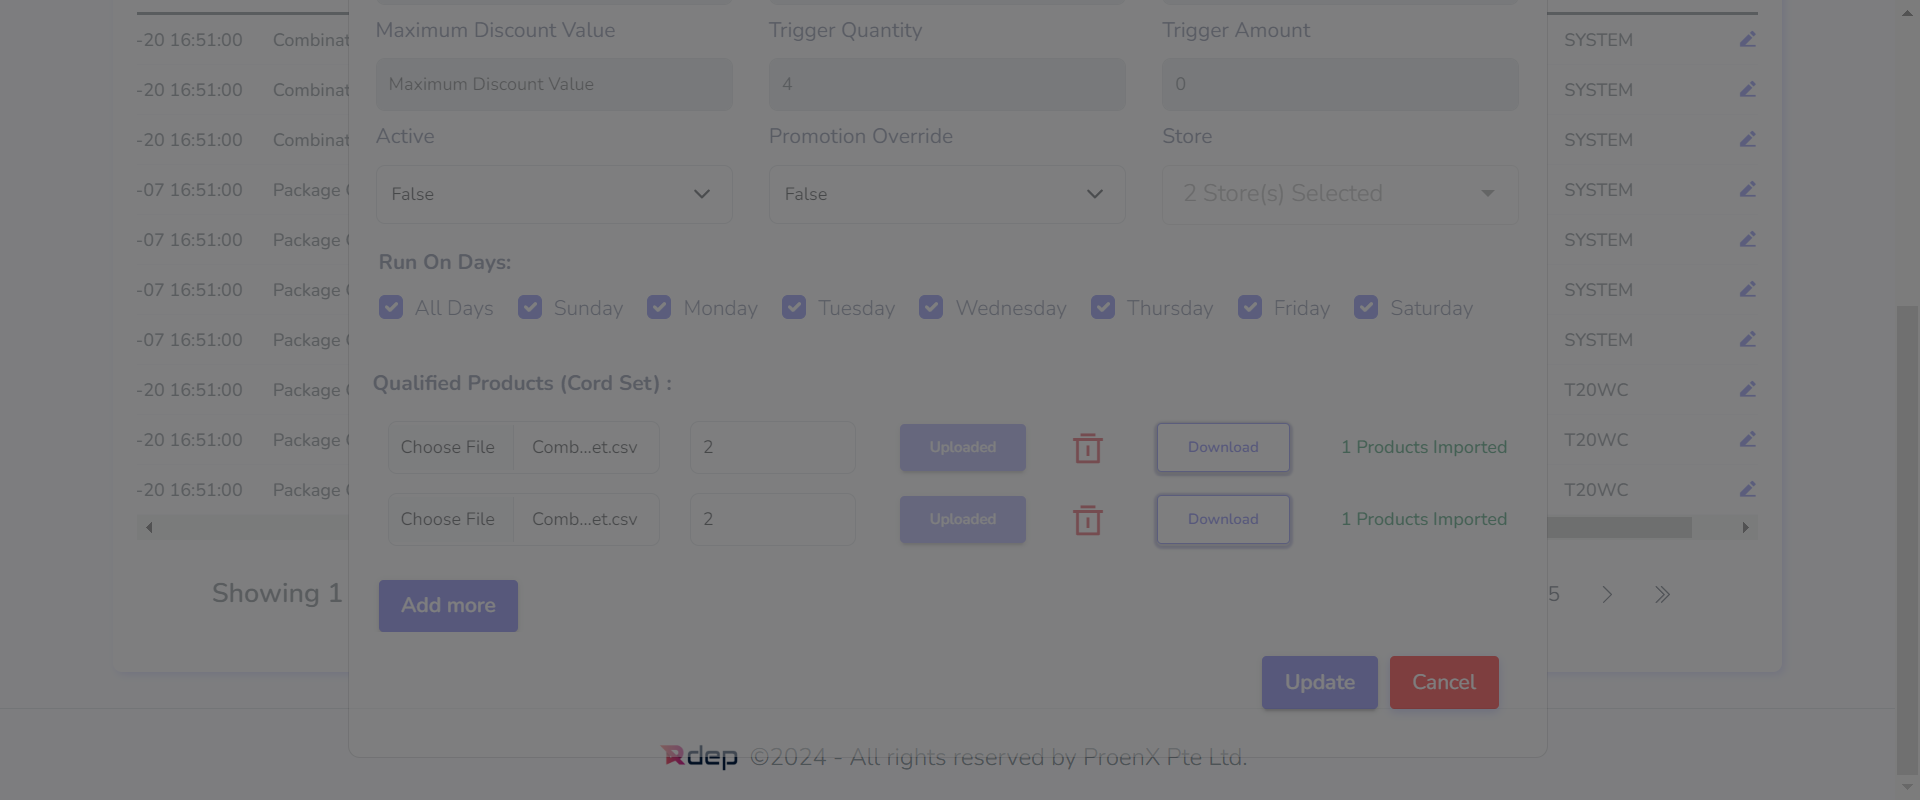 Maximum Discount Value Trigger Quantity Trigger Amount
-20 16:51:00 Combinat SYSTEM
Maximum Discount Value 4 0
-20 16:51:00 Combinat SYSTEM
Active Promotion Override Store
-20 16:51:00 Combinat SYSTEM
False False 2 Store(s) Selected
-07 16:51:00 Package SYSTEM
-07 16:51:00 Package SYSTEM
Run On Days:
-07 16:51:00 Package SYSTEM
All Days Sunday Monday Tuesday Wednesday Thursday Friday Saturday
-07 16:51:00 Package SYSTEM
Qualified Products (Cord Set) :
-20 16:51:00 Package T20WC
-20 16:51:00 Package T20WC
Choose File Comb...et.csv 2 Uploaded Download 1 Products Imported
-20 16:51:00 Package T20WC
Choose File Comb...et.csv 2 Uploaded Download 1 Products Imported
Showing 1 5
Add more
Update Cancel
Rdep ©2024 - All rights reserved by ProenX Pte Ltd.